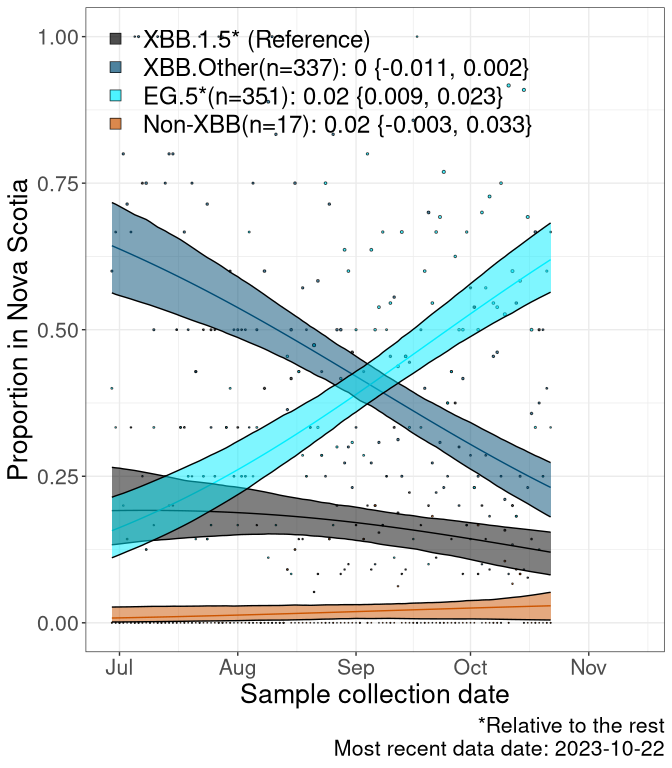 1.00
0.75
0.50
0.25
0.00
Proportion in Nova Scotia
XBB.1.5* (Reference)
XBB.Other(n=337): 0 {-0.011, 0.002}
EG.5*(n=351): 0.02 {0.009, 0.023}
Non-XBB(n=17): 0.02 {-0.003, 0.033}
Jul Aug Sep Oct Nov
Sample collection date
*Relative to the rest
Most recent data date: 2023-10-22